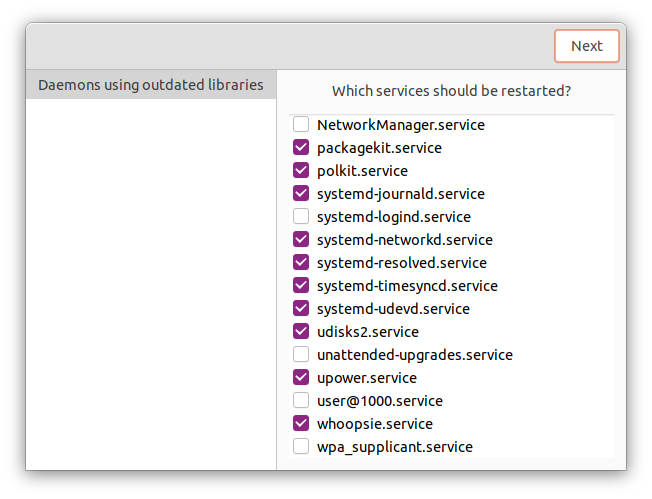 Next
Daemons using outdated libraries
Which services should be restarted?
NetworkManager.service
packagekit.service
polkit.service
systemd-journald.service
systemd-logind.service
systemd-networkd.service
systemd-resolved.service
systemd-timesyncd.service
systemd-udevd.service
udisks2.service
unattended-upgrades.service
upower.service
user@1000.service
whoopsie.service
wpa_supplicant.service